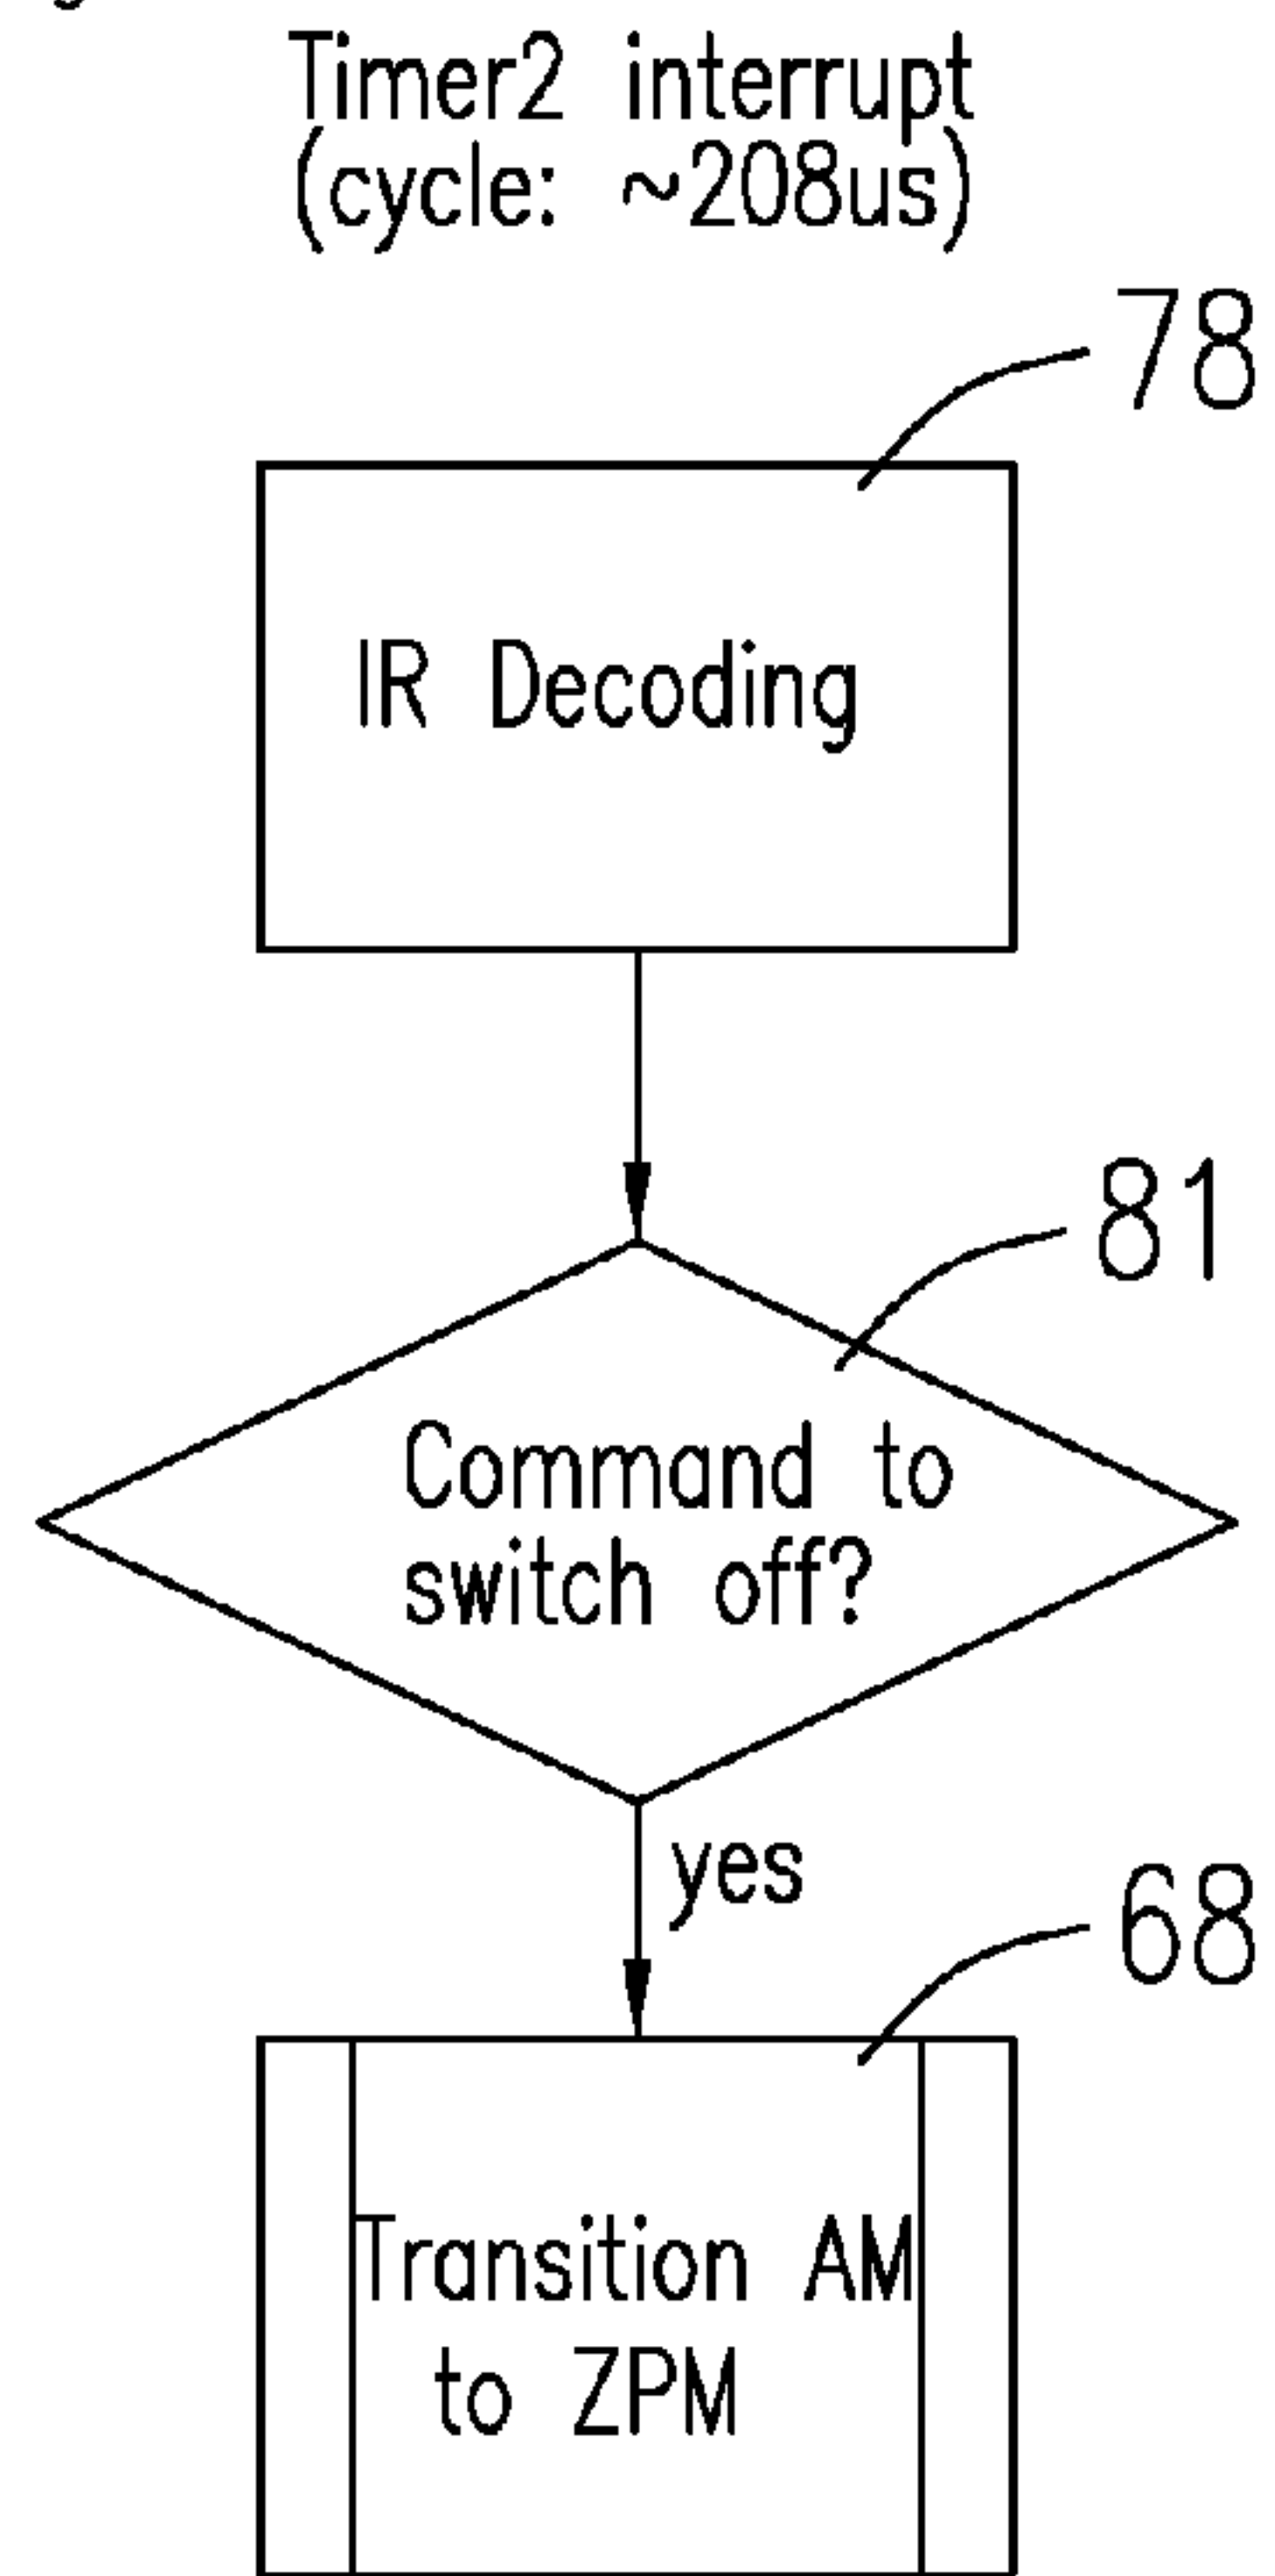 Timer2 interrupt
(cycle: ~208us)
78
IR Decoding
81
Command to
switch off?
yes
68
Transition AM
to ZPM